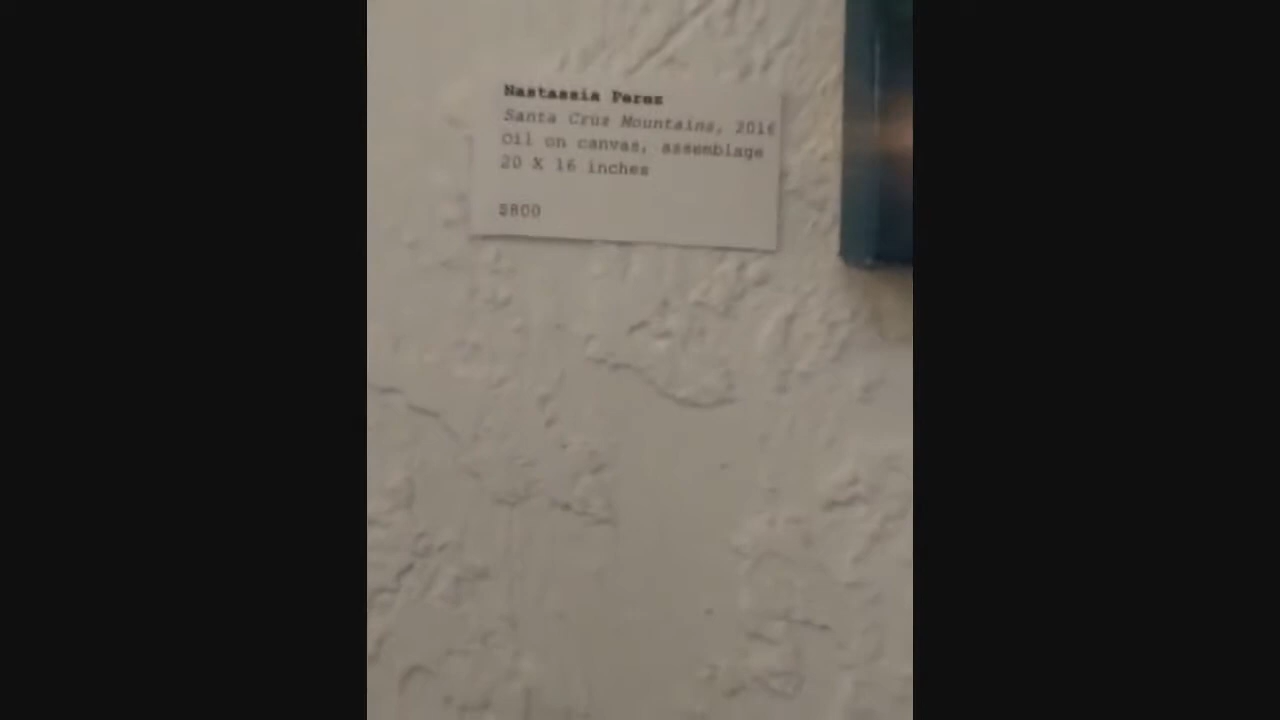 Nastassia Perez
Santa Cruz Mountains, 2016
Oil on canvas, assemblage
20 X 16 inches
$800